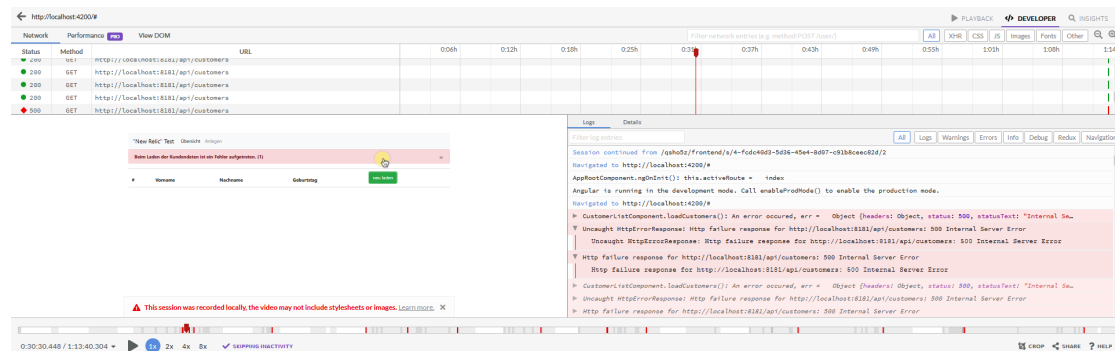 http://localhost:4200/#
PLAYBACK
DEVELOPER
INSIGHTS
Network
Performance PRO
View DOM
Filter network entries (e.g. method:POST /user/)
All XHR CSS JS Images Fonts Other
Status Method URL
0:06h 0:12h 0:18h 0:25h 0:31h 0:37h 0:43h 0:49h 0:55h 1:01h 1:08h 1:14
200 GET http://localhost:8181/api/customers
200 GET http://localhost:8181/api/customers
200 GET http://localhost:8181/api/customers
200 GET http://localhost:8181/api/customers
500 GET http://localhost:8181/api/customers
"New Relic" Test Übersicht Anlegen
Beim Laden der Kundendaten ist ein Fehler aufgetreten. (1)
# Vorname Nachname Geburtstag
neu laden
This session was recorded locally, the video may not include stylesheets or images. Learn more.
Logs Details
Filter log entries
All Logs Warnings Errors Info Debug Redux Navigation
Session continued from /qsho5z/frontend/s/4-fcdc40d3-5d36-45e4-8d07-c91b8ceec82d/2
Navigated to http://localhost:4200/#
AppRootComponent.ngOnInit(): this.activeRoute = index
Angular is running in the development mode. Call enableProdMode() to enable the production mode.
Navigated to http://localhost:4200/#
CustomerListComponent.loadCustomers(): An error occured, err = Object {headers: Object, status: 500, statusText: "Internal Se…
Uncaught HttpErrorResponse: Http failure response for http://localhost:8181/api/customers: 500 Internal Server Error
Uncaught HttpErrorResponse: Http failure response for http://localhost:8181/api/customers: 500 Internal Server Error
Http failure response for http://localhost:8181/api/customers: 500 Internal Server Error
Http failure response for http://localhost:8181/api/customers: 500 Internal Server Error
CustomerListComponent.loadCustomers(): An error occured, err = Object {headers: Object, status: 500, statusText: "Internal Se…
Uncaught HttpErrorResponse: Http failure response for http://localhost:8181/api/customers: 500 Internal Server Error
Http failure response for http://localhost:8181/api/customers: 500 Internal Server Error
0:30:30.448 / 1:13:40.304
1x 2x 4x 8x
SKIPPING INACTIVITY
CROP SHARE HELP